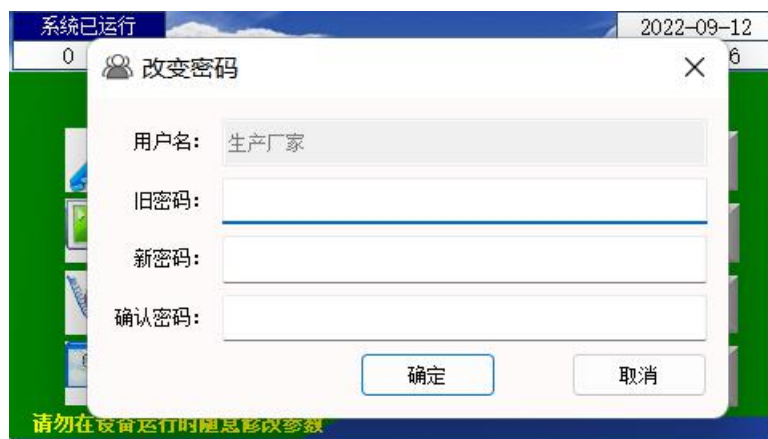 系统已运行
2022-09-12
0
6
改变密码
用户名：
生产厂家
旧密码：
新密码：
确认密码：
确定
取消
请勿在设备运行时随意修改参数